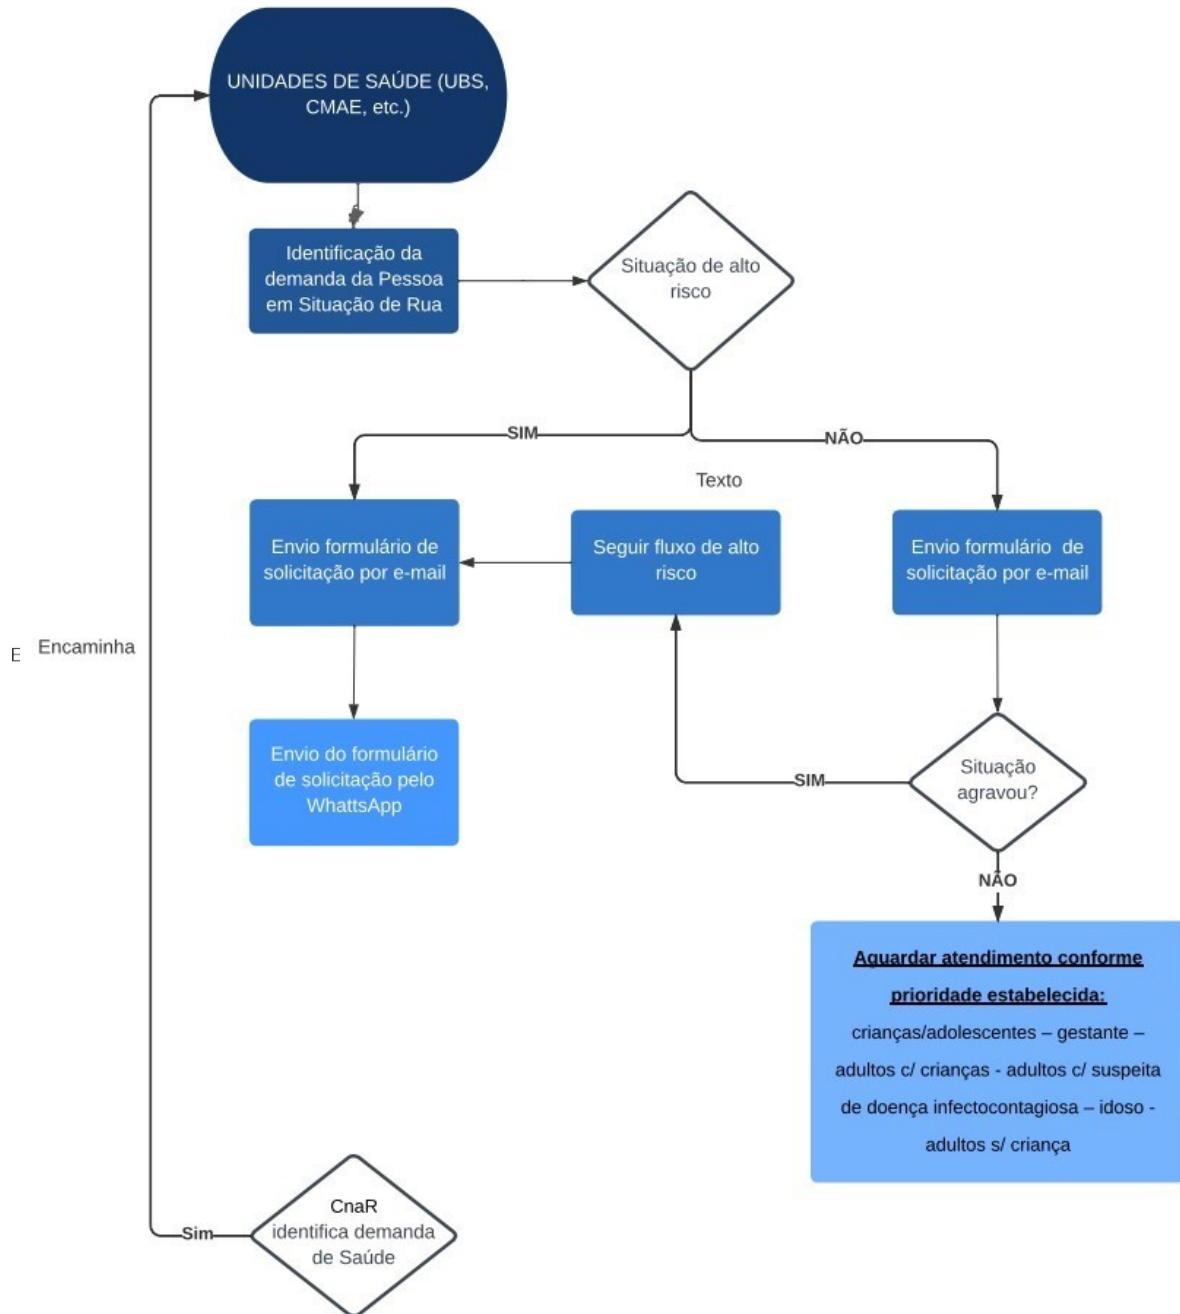 UNIDADES DE SAÚDE (UBS,
CMAE, etc.)
Identificação da
demanda da Pessoa
em Situação de Rua
Situação de alto
risco
SIM
NÃO
Texto
Envio formulário de
solicitação por e-mail
Seguir fluxo de alto
risco
Envio formulário de
solicitação por e-mail
E
Encaminha
Envio do formulário
de solicitação pelo
WhattsApp
SIM
Situação
agravou?
NÃO
Aguardar atendimento conforme
prioridade estabelecida:
crianças/adolescentes – gestante –
adultos c/ crianças - adultos c/ suspeita
de doença infectocontagiosa – idoso -
adultos s/ criança
Sim
CnaR
identifica demanda
de Saúde